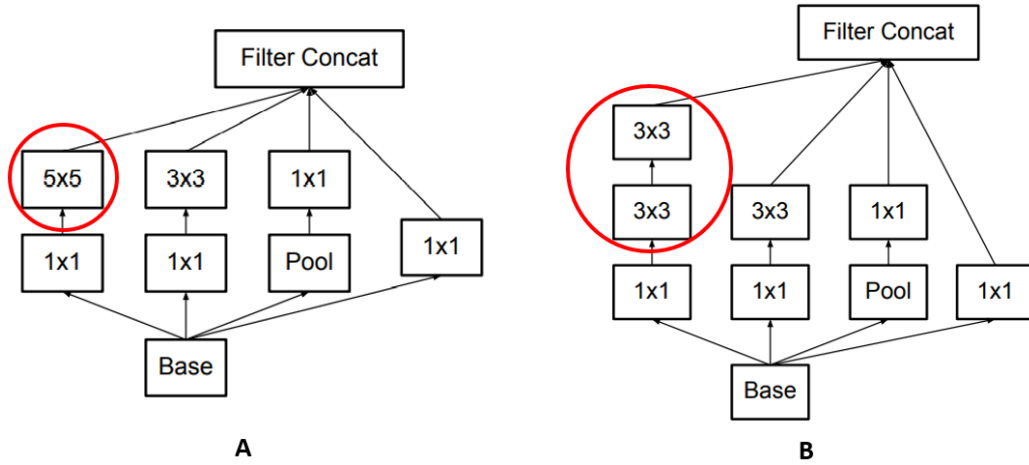 Filter Concat
5x5 3x3 1x1
1x1
1x1 1x1 Pool
Base
A
Filter Concat
3x3
3x3 3x3 1x1
1x1 1x1 Pool 1x1
Base
B